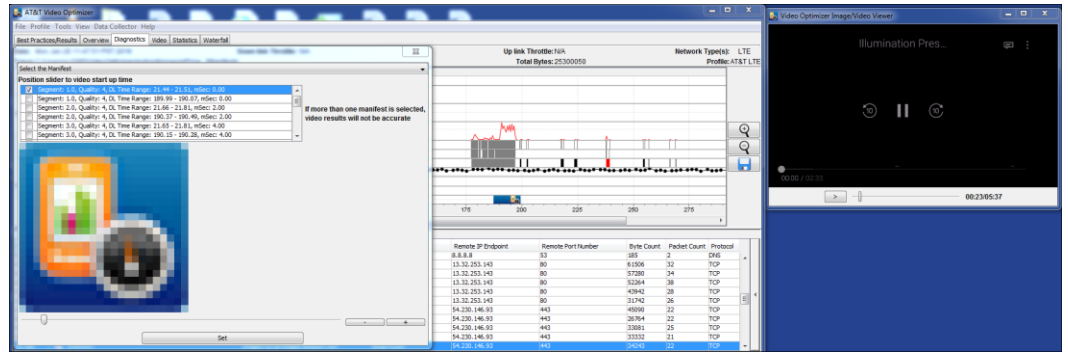 AT&T Video Optimizer
File Profile Tools View Data Collector Help
Best Practices/Results Overview Diagnostics Video Statistics Waterfall
Up link Throttle: N/A Network Type(s): LTE
Total Bytes: 25300050 Profile: AT&T LTE
Select the Manifest
Position slider to video start up time
Segment: 1.0, Quality: 4, DL Time Range: 21.44 - 21.51, mSec: 0.00
Segment: 1.0, Quality: 4, DL Time Range: 189.99 - 190.07, mSec: 0.00
Segment: 2.0, Quality: 4, DL Time Range: 21.66 - 21.81, mSec: 2.00
Segment: 2.0, Quality: 4, DL Time Range: 190.37 - 190.49, mSec: 2.00
Segment: 3.0, Quality: 4, DL Time Range: 21.65 - 21.81, mSec: 4.00
Segment: 3.0, Quality: 4, DL Time Range: 190.15 - 190.28, mSec: 4.00
If more than one manifest is selected,
video results will not be accurate
- +
Set
175 200 225 250 275
Remote IP Endpoint Remote Port Number Byte Count Packet Count Protocol
8.8.8.8 53 185 2 DNS
13.32.253.143 80 61506 32 TCP
13.32.253.143 80 57280 34 TCP
13.32.253.143 80 52264 38 TCP
13.32.253.143 80 43942 28 TCP
13.32.253.143 80 31742 26 TCP
54.230.146.93 443 45090 22 TCP
54.230.146.93 443 26764 22 TCP
54.230.146.93 443 33081 25 TCP
54.230.146.93 443 33332 21 TCP
54.230.146.93 443 34243 22 TCP
Video Optimizer Image/Video Viewer
Illumination Pres...
10 10
00:00 / 02:33
> 00:23/05:37